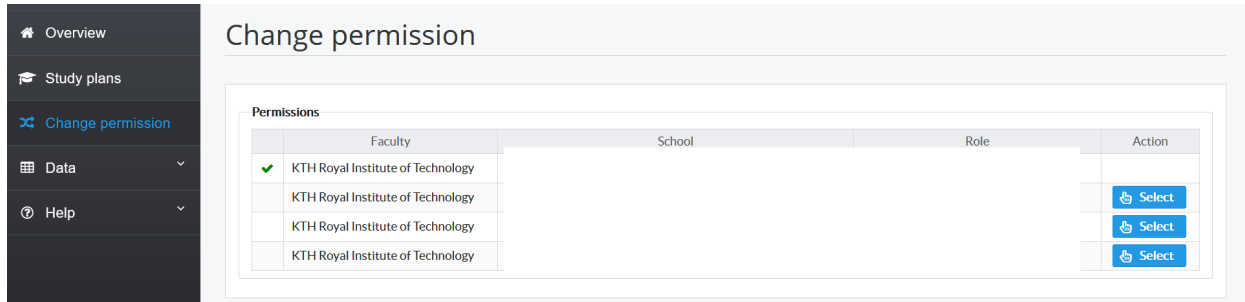 Overview
Study plans
Change permission
Data
Help
Change permission
Permissions
Faculty School Role Action
KTH Royal Institute of Technology
KTH Royal Institute of Technology Select
KTH Royal Institute of Technology Select
KTH Royal Institute of Technology Select